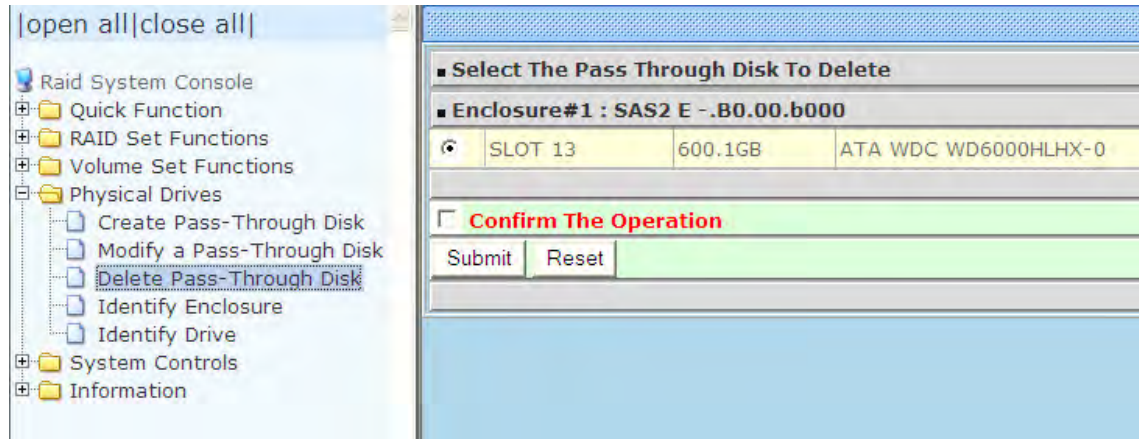 |open all|close all|
Raid System Console
Quick Function
RAID Set Functions
Volume Set Functions
Physical Drives
Create Pass-Through Disk
Modify a Pass-Through Disk
Delete Pass-Through Disk
Identify Enclosure
Identify Drive
System Controls
Information
Select The Pass Through Disk To Delete
Enclosure#1 : SAS2 E -.B0.00.b000
SLOT 13 600.1GB ATA WDC WD6000HLHX-0
Confirm The Operation
Submit Reset